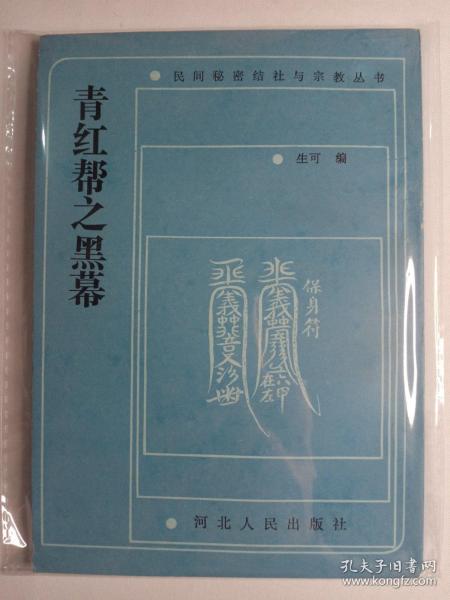 民间秘密结社与宗教丛书
青红帮之黑幕
生可 编
保身符
河北人民出版社
孔夫子旧书网
www.kongfz.com